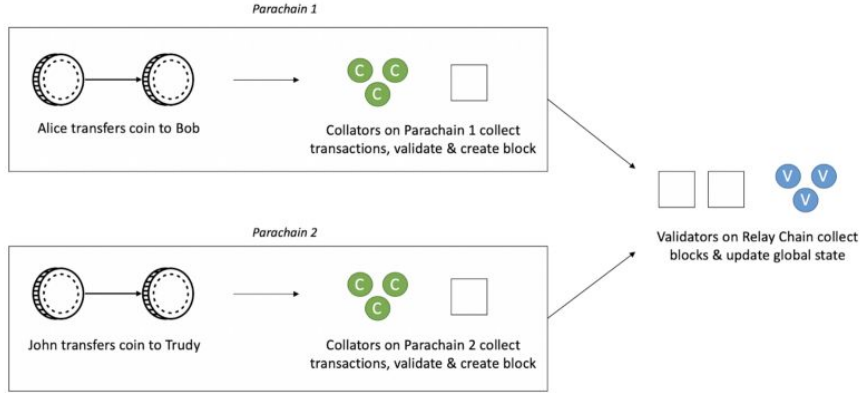 Parachain 1
C C
C
Alice transfers coin to Bob
Collators on Parachain 1 collect
transactions, validate & create block
V V
V
Validators on Relay Chain collect
blocks & update global state
Parachain 2
C C
C
John transfers coin to Trudy
Collators on Parachain 2 collect
transactions, validate & create block